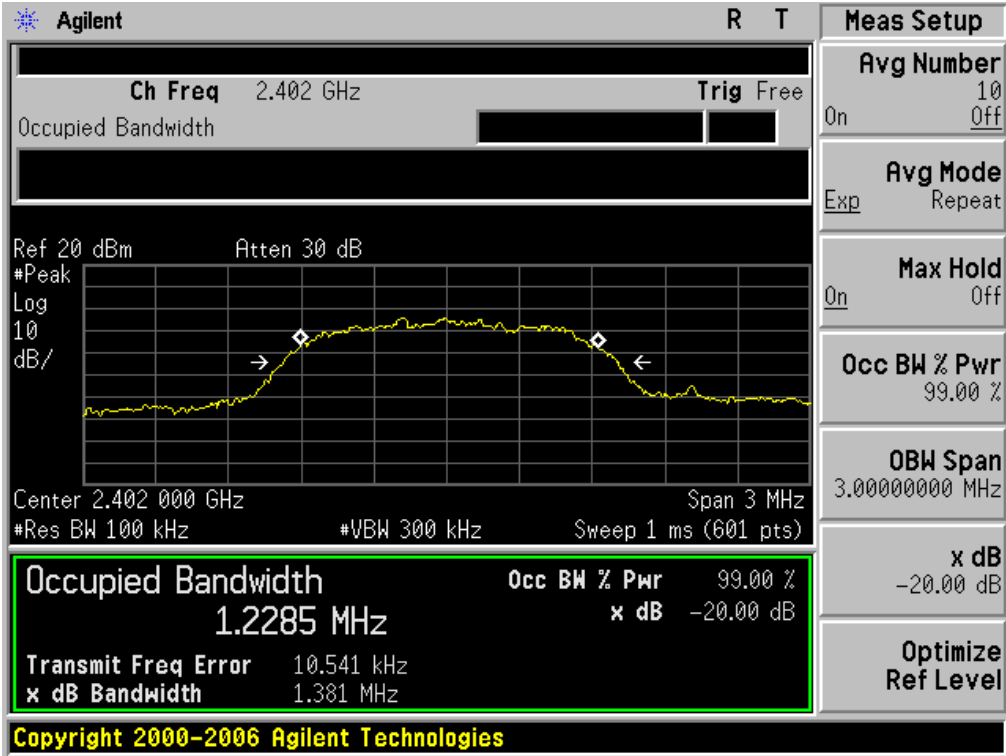 Agilent R T
Ch Freq 2.402 GHz Trig Free
Occupied Bandwidth
Ref 20 dBm Atten 30 dB
#Peak
Log
10
dB/
Center 2.402 000 GHz Span 3 MHz
#Res BW 100 kHz #VBW 300 kHz Sweep 1 ms (601 pts)
Occupied Bandwidth Occ BW % Pwr 99.00 %
1.2285 MHz x dB -20.00 dB
Transmit Freq Error 10.541 kHz
x dB Bandwidth 1.381 MHz
Copyright 2000-2006 Agilent Technologies
Meas Setup
Avg Number
10
On Off
Avg Mode
Exp Repeat
Max Hold
On Off
Occ BW % Pwr
99.00 %
OBW Span
3.00000000 MHz
x dB
-20.00 dB
Optimize
Ref Level